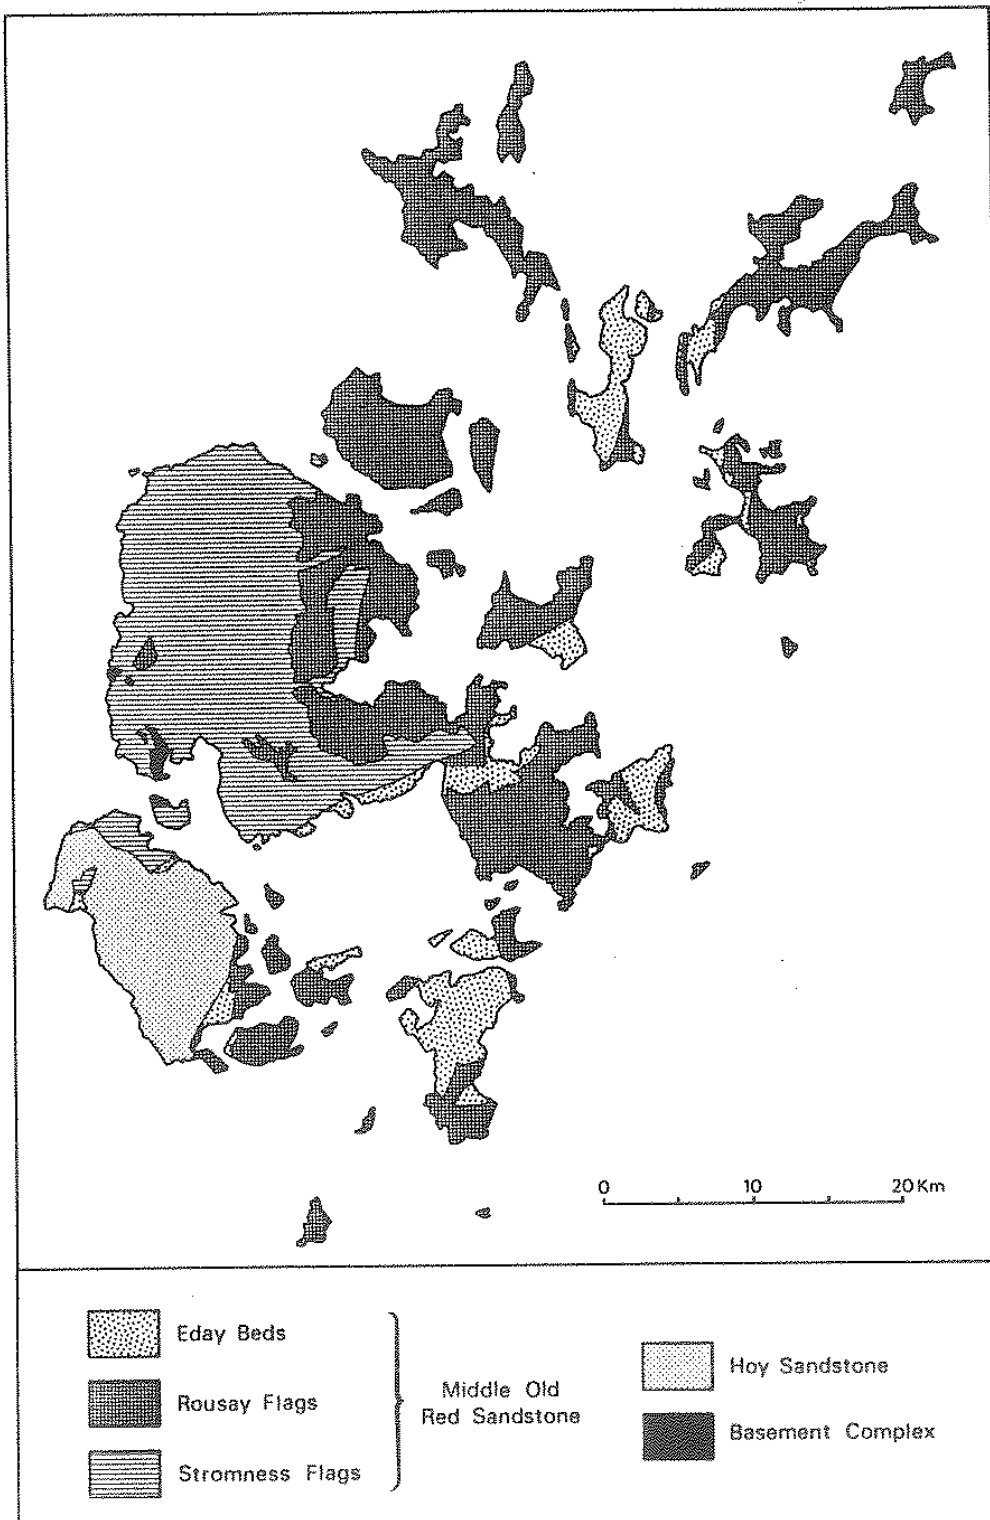 0 10 20 Km
Eday Beds
Rousay Flags
Stromness Flags
Middle Old
Red Sandstone
Hoy Sandstone
Basement Complex